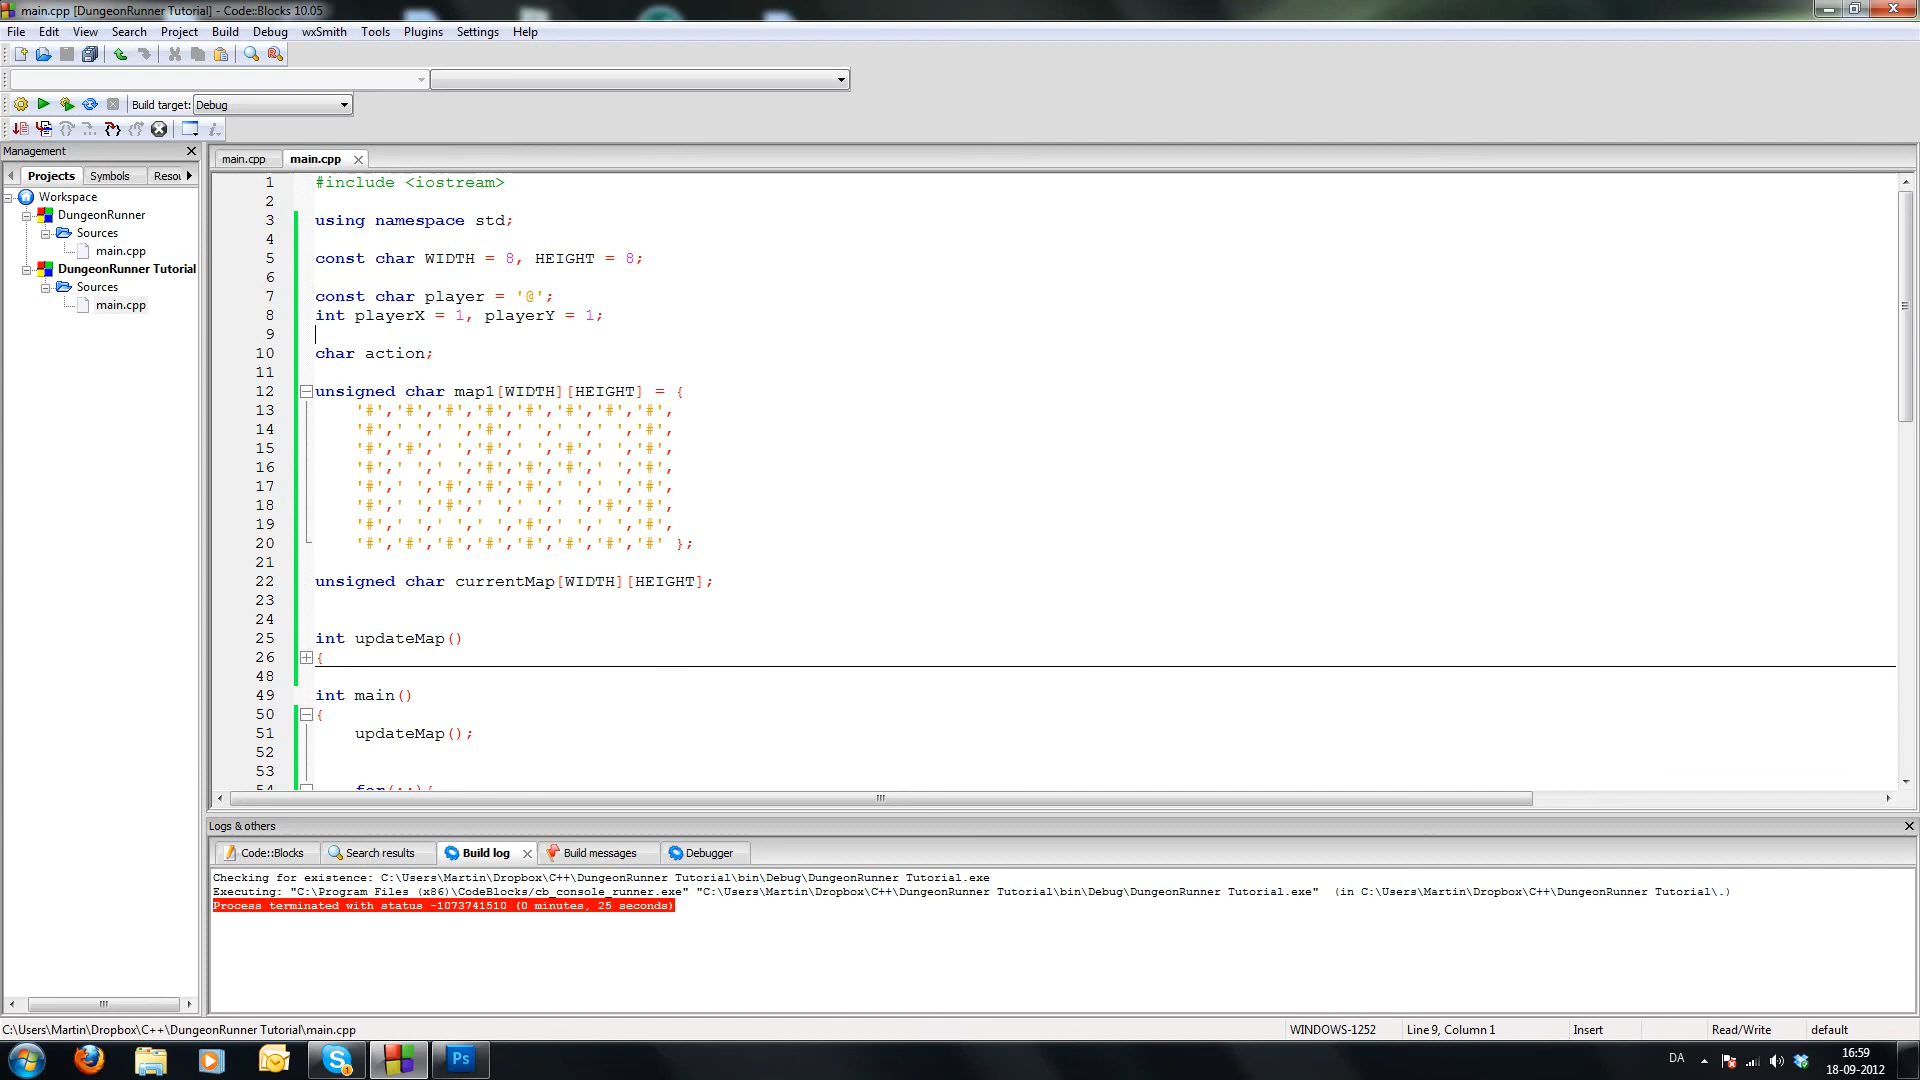 main.cpp [DungeonRunner Tutorial] - Code::Blocks 10.05
File Edit View Search Project Build Debug wxSmith Tools Plugins Settings Help
Build target: Debug
Management
Projects Symbols Resou
Workspace
DungeonRunner
Sources
main.cpp
DungeonRunner Tutorial
Sources
main.cpp
main.cpp main.cpp
1 #include <iostream>
2
3 using namespace std;
4
5 const char WIDTH = 8, HEIGHT = 8;
6
7 const char player = '@';
8 int playerX = 1, playerY = 1;
9
10 char action;
11
12 unsigned char map1[WIDTH][HEIGHT] = {
13 '#','#','#','#','#','#','#','#',
14 '#',' ',' ','#',' ',' ',' ','#',
15 '#','#',' ','#',' ','#',' ','#',
16 '#',' ',' ','#','#','#',' ','#',
17 '#',' ','#','#','#',' ',' ','#',
18 '#',' ','#',' ',' ',' ','#','#',
19 '#',' ',' ',' ','#',' ',' ','#',
20 '#','#','#','#','#','#','#','#' };
21
22 unsigned char currentMap[WIDTH][HEIGHT];
23
24
25 int updateMap()
26 {
48
49 int main()
50 {
51 updateMap();
52
53
54 for(;;){
Logs & others
Code::Blocks Search results Build log Build messages Debugger
Checking for existence: C:\Users\Martin\Dropbox\C++\DungeonRunner Tutorial\bin\Debug\DungeonRunner Tutorial.exe
Executing: "C:\Program Files (x86)\CodeBlocks/cb_console_runner.exe" "C:\Users\Martin\Dropbox\C++\DungeonRunner Tutorial\bin\Debug\DungeonRunner Tutorial.exe"  (in C:\Users\Martin\Dropbox\C++\DungeonRunner Tutorial\.)
Process terminated with status -1073741510 (0 minutes, 25 seconds)
C:\Users\Martin\Dropbox\C++\DungeonRunner Tutorial\main.cpp WINDOWS-1252 Line 9, Column 1 Insert Read/Write default
Ps DA 16:59
18-09-2012